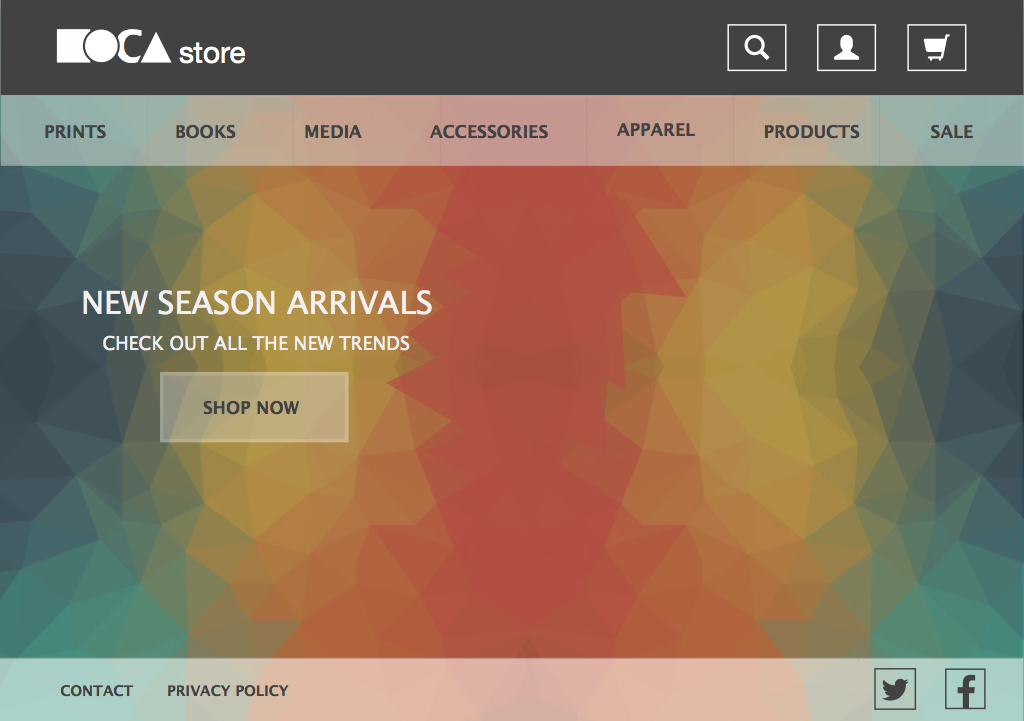 MOCA store
PRINTS BOOKS MEDIA ACCESSORIES APPAREL PRODUCTS SALE
NEW SEASON ARRIVALS
CHECK OUT ALL THE NEW TRENDS
SHOP NOW
CONTACT PRIVACY POLICY